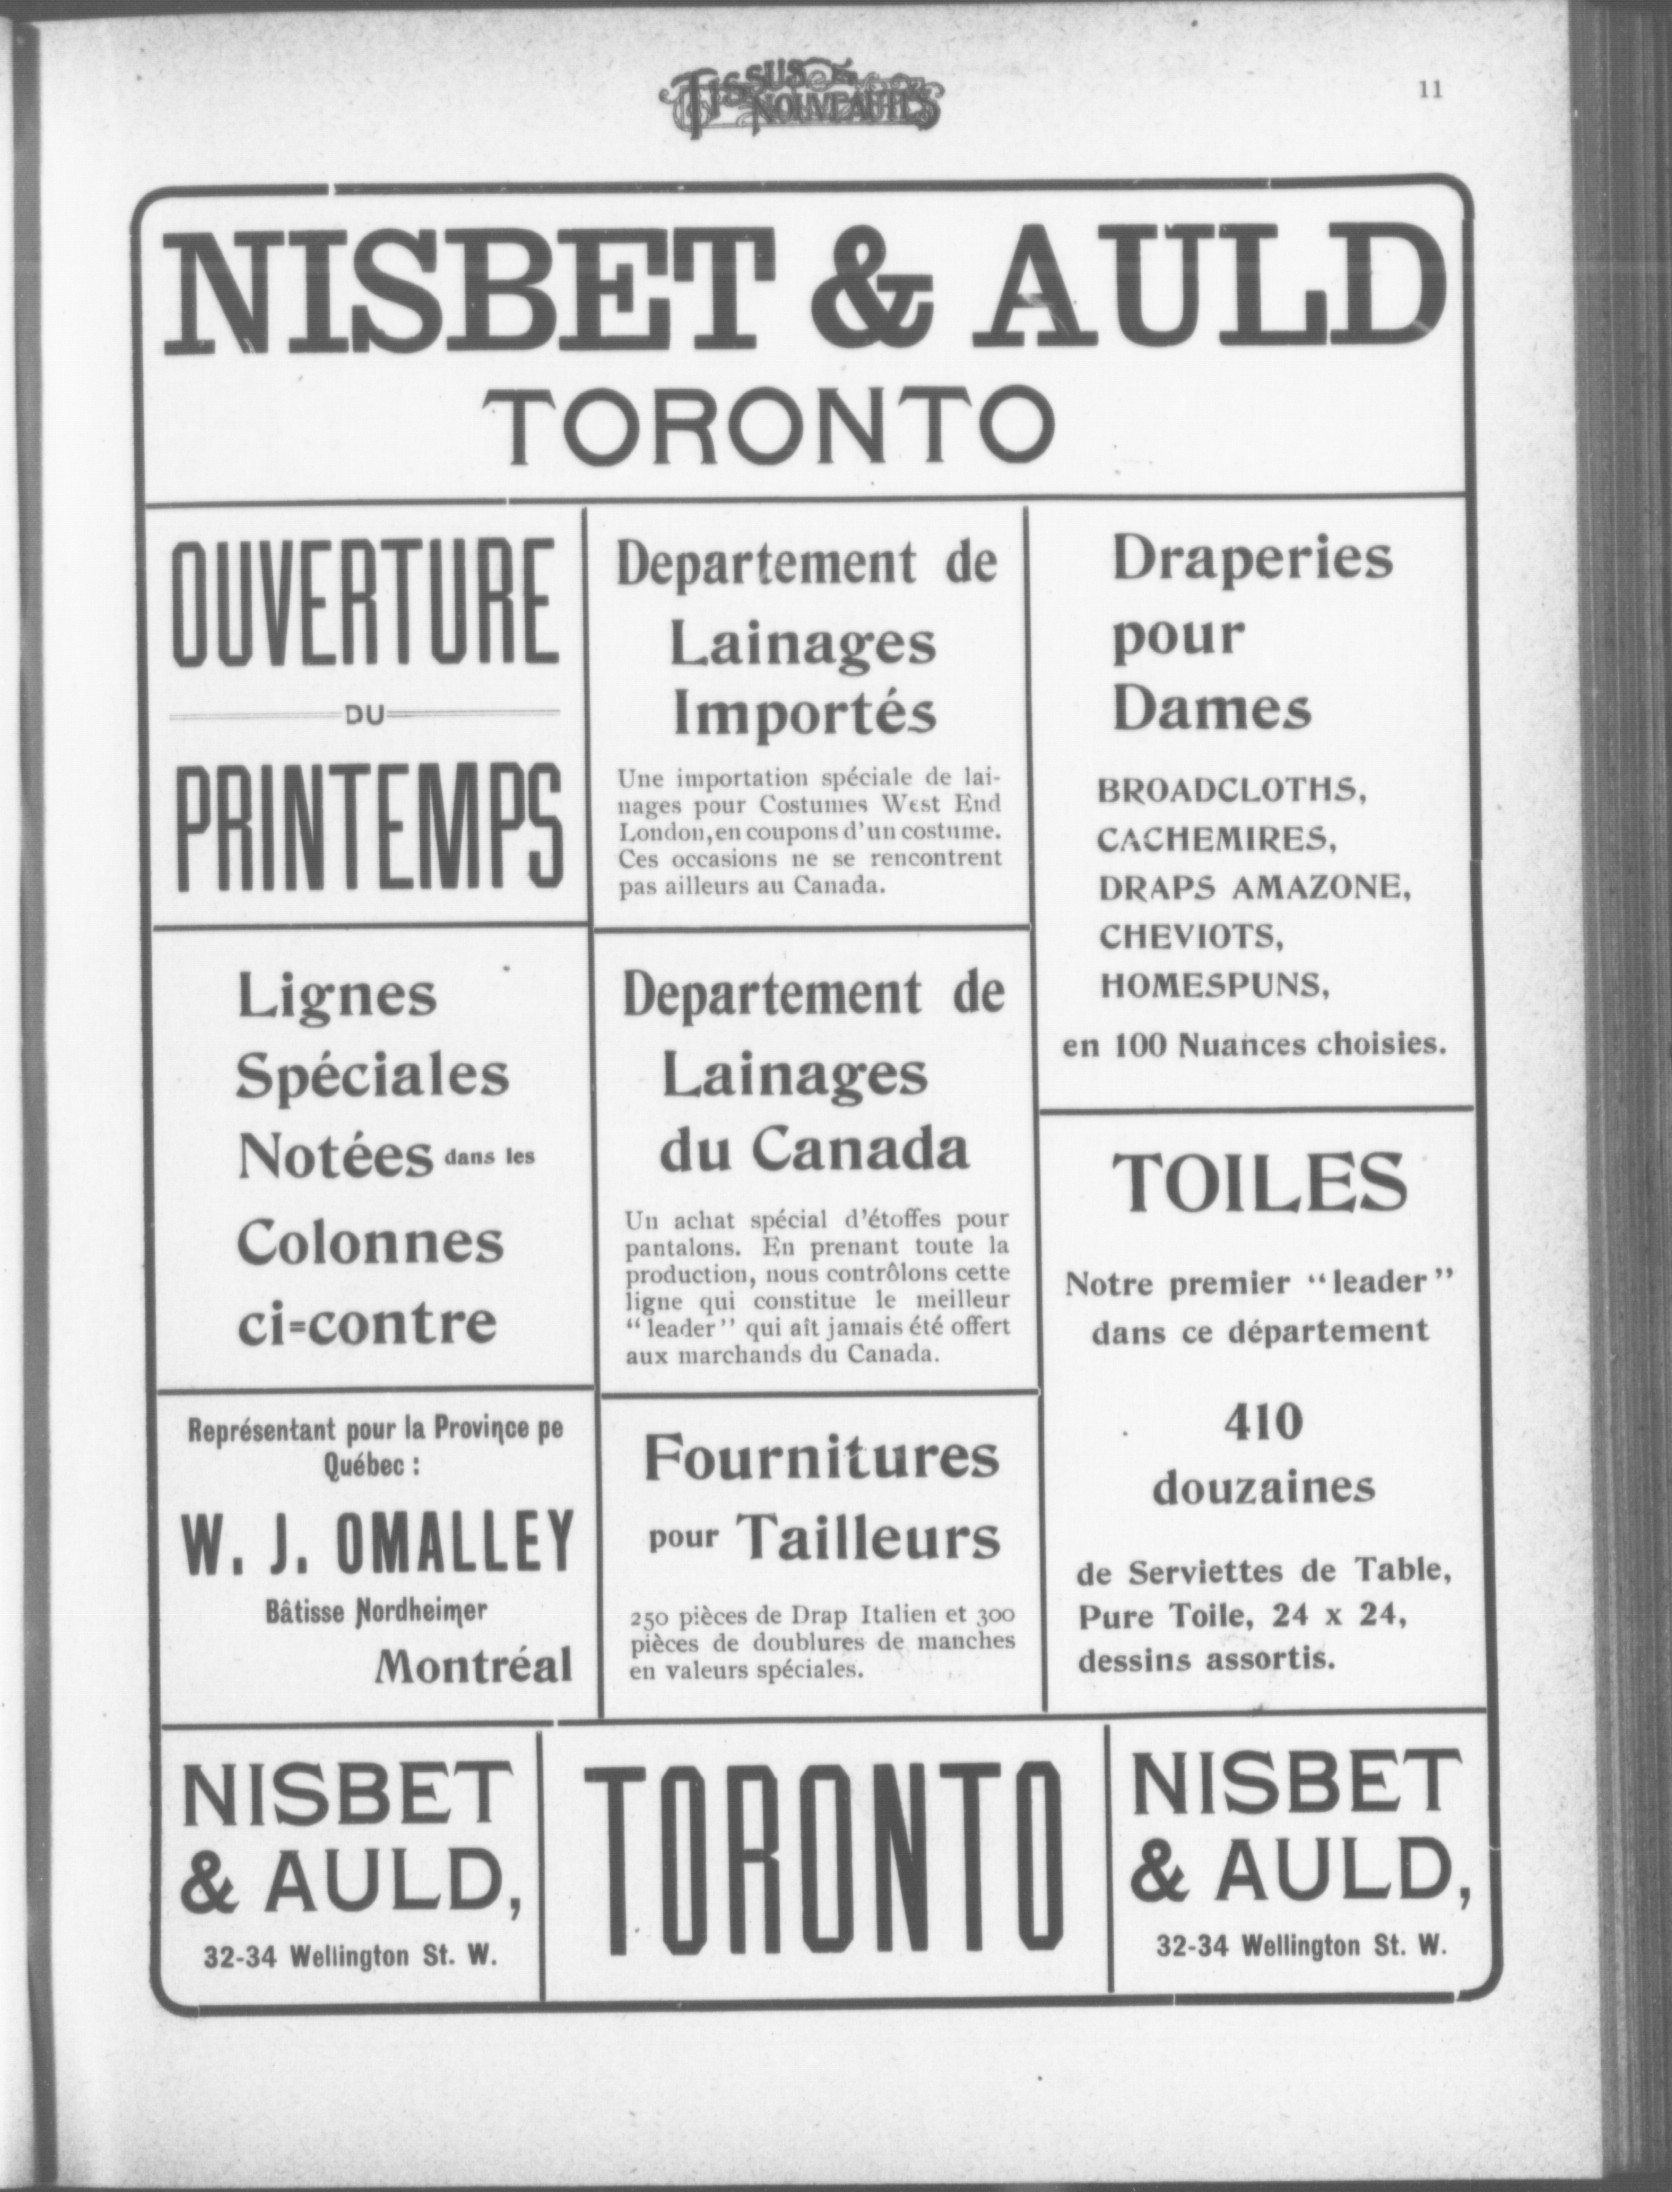 TISSUS ET
NOUVEAUTES
11
NISBET & AULD
TORONTO
OUVERTURE
DU
PRINTEMPS
Lignes
Spéciales
Notées dans les
Colonnes
ci=contre
Représentant pour la Province pe
Québec :
W. J. OMALLEY
Bâtisse Nordheimer
Montréal
Departement de
Lainages
Importés
Une importation spéciale de lai-
nages pour Costumes West End
London, en coupons d'un costume.
Ces occasions ne se rencontrent
pas ailleurs au Canada.
Departement de
Lainages
du Canada
Un achat spécial d'étoffes pour
pantalons. En prenant toute la
production, nous contrôlons cette
ligne qui constitue le meilleur
“leader” qui aît jamais été offert
aux marchands du Canada.
Fournitures
pour Tailleurs
250 pièces de Drap Italien et 300
pièces de doublures de manches
en valeurs spéciales.
Draperies
pour
Dames
BROADCLOTHS,
CACHEMIRES,
DRAPS AMAZONE,
CHEVIOTS,
HOMESPUNS,
en 100 Nuances choisies.
TOILES
Notre premier “leader”
dans ce département
410
douzaines
de Serviettes de Table,
Pure Toile, 24 x 24,
dessins assortis.
NISBET
& AULD,
32-34 Wellington St. W.
TORONTO
NISBET
& AULD,
32-34 Wellington St. W.